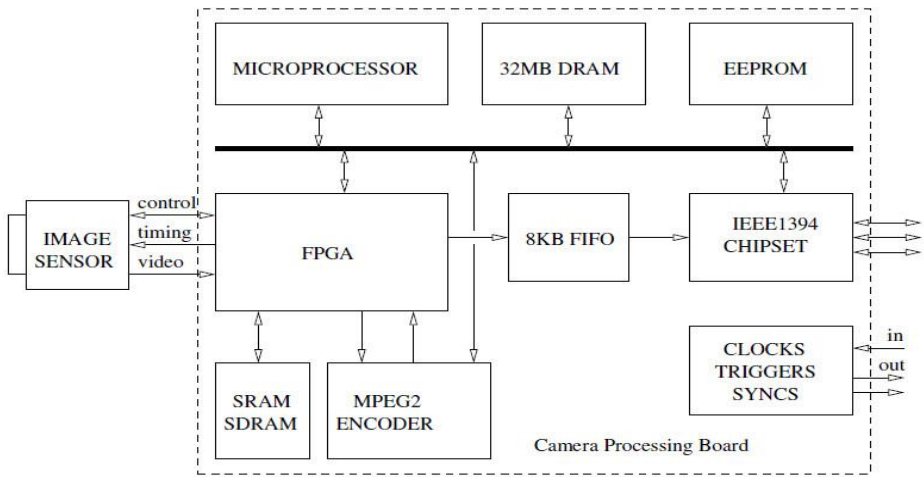 MICROPROCESSOR
32MB DRAM
EEPROM
control
timing
video
IMAGE
SENSOR
FPGA
8KB FIFO
IEEE1394
CHIPSET
SRAM
SDRAM
MPEG2
ENCODER
CLOCKS
TRIGGERS
SYNCS
in
out
Camera Processing Board